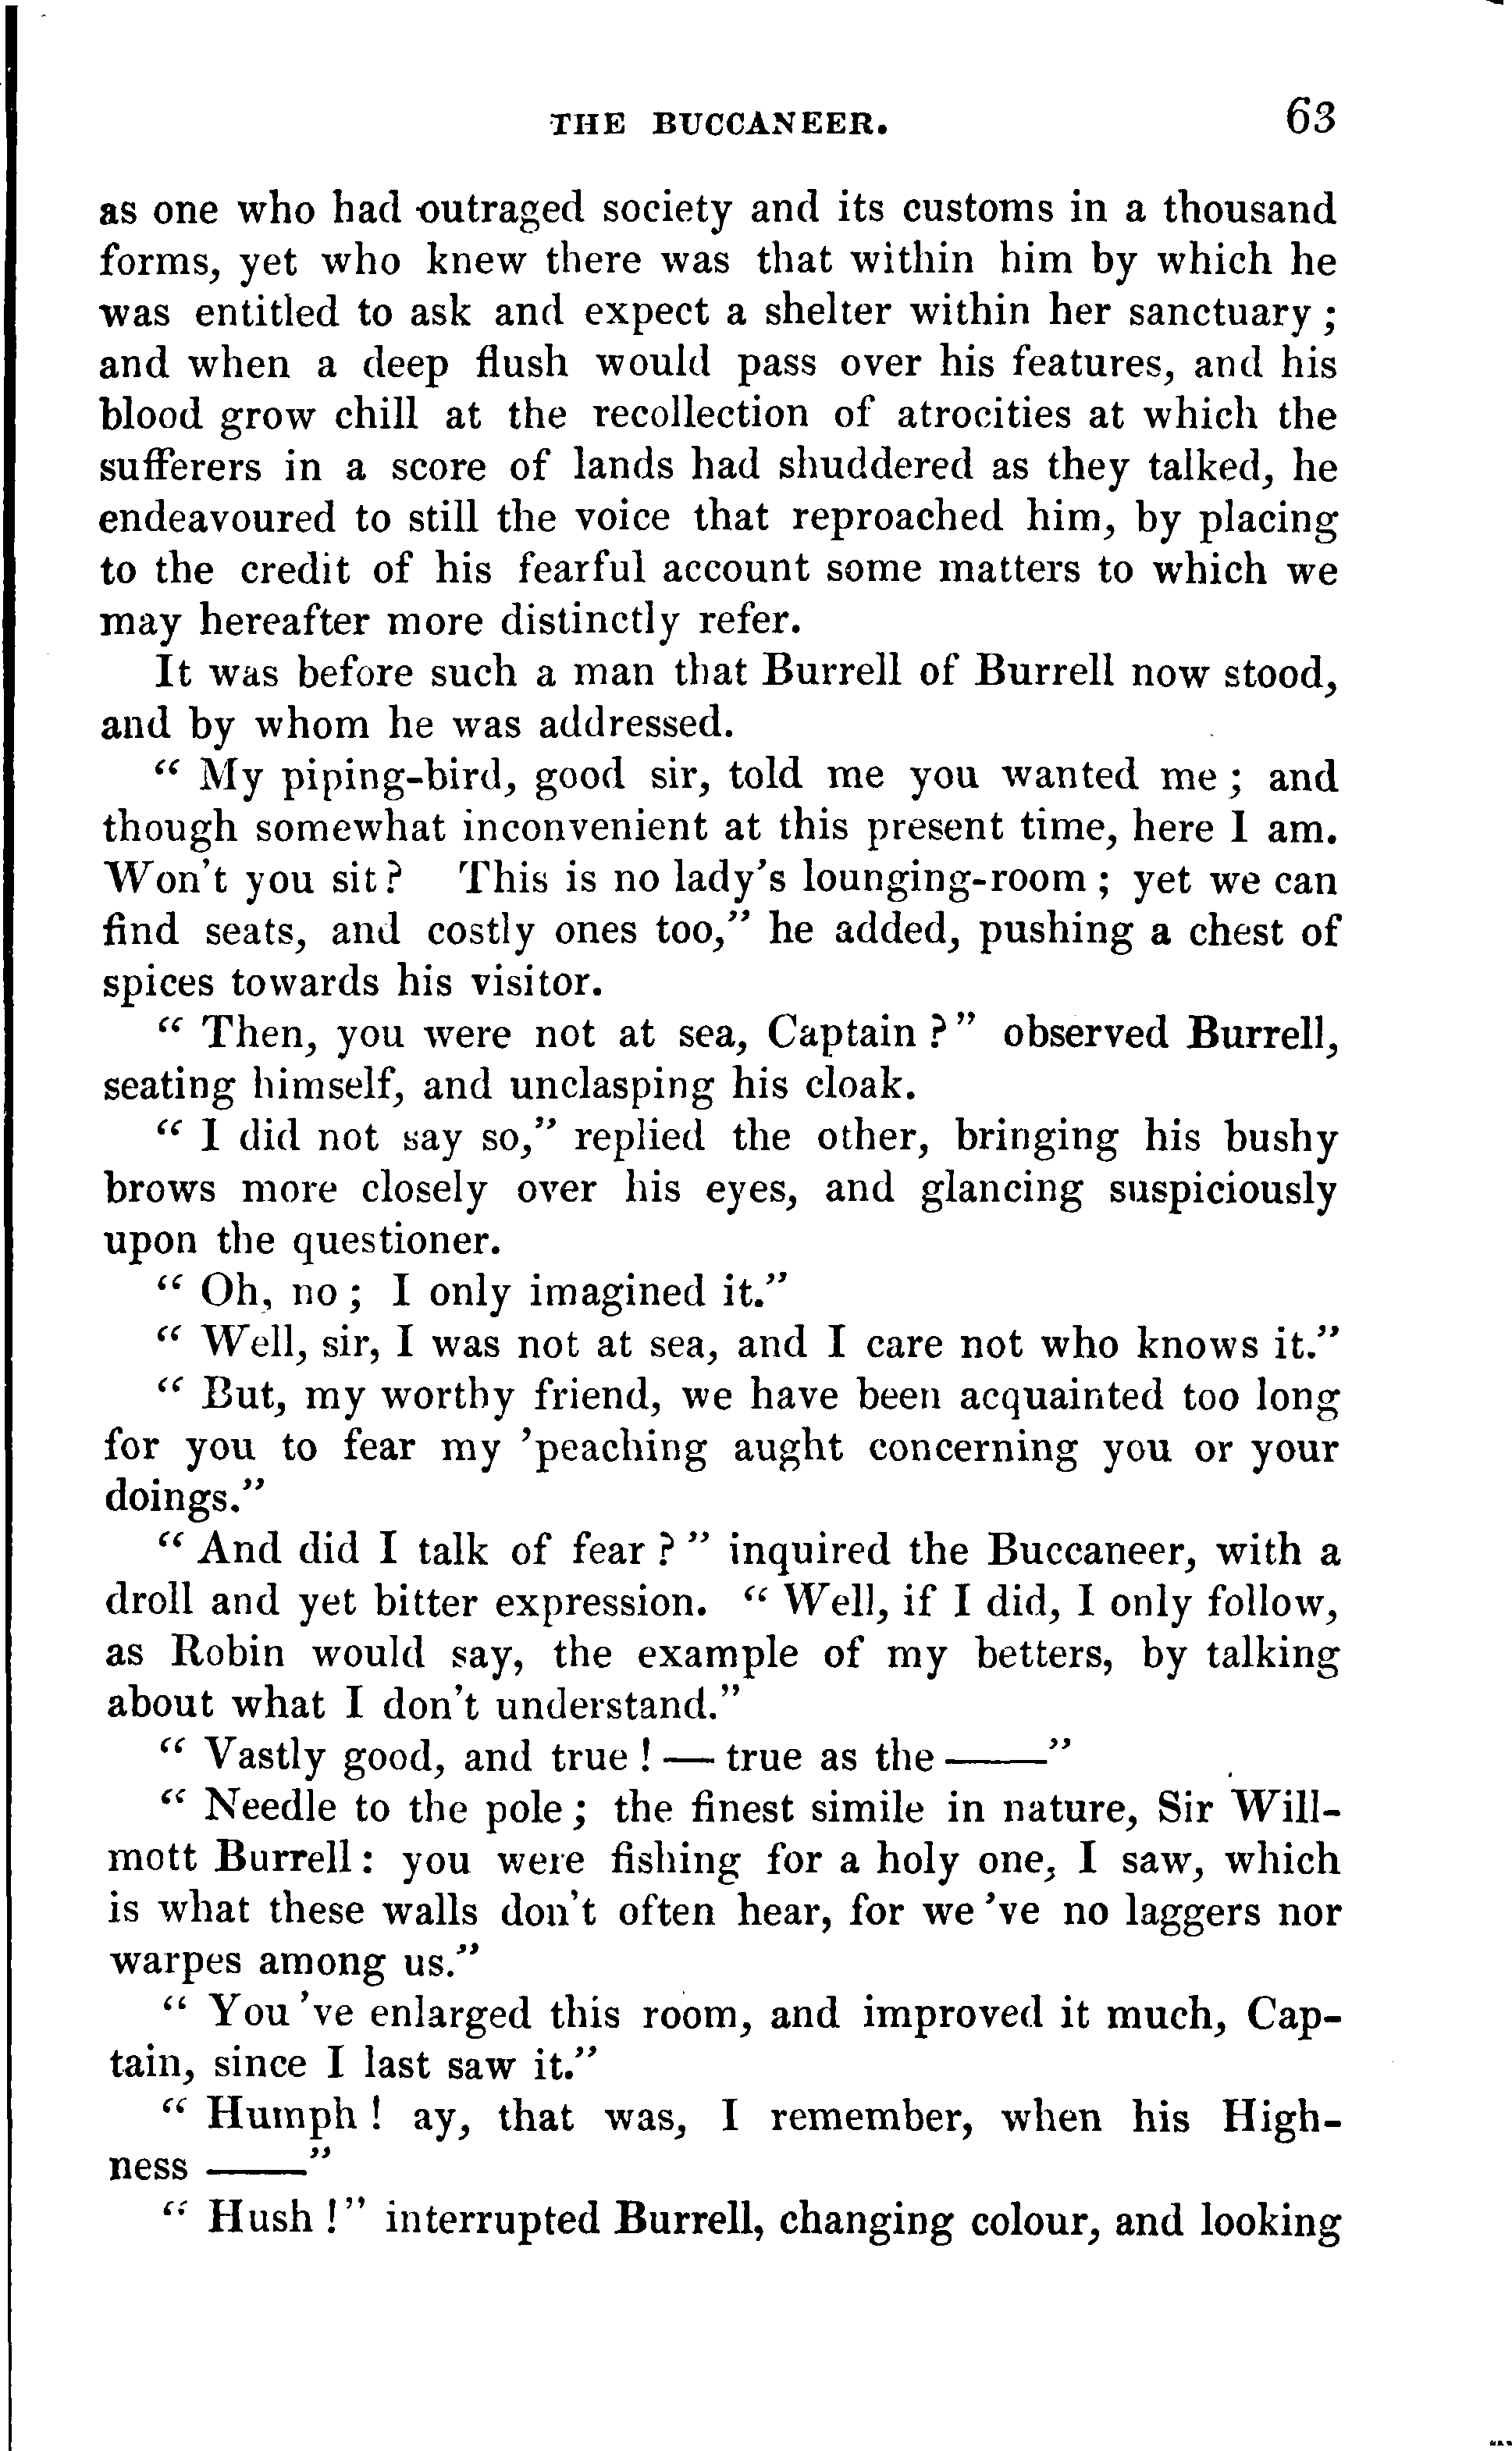 THE BUCCANEER. 63
as one who had outraged society and its customs in a thousand
forms, yet who knew there was that within him by which he
was entitled to ask and expect a shelter within her sanctuary ;
and when a deep flush would pass over his features, and his
blood grow chill at the recollection of atrocities at which the
sufferers in a score of lands had shuddered as they talked, he
endeavoured to still the voice that reproached him, by placing
to the credit of his fearful account some matters to which we
may hereafter more distinctly refer.
It was before such a man that Burrell of Burrell now stood,
and by whom he was addressed.
“ My piping-bird, good sir, told me you wanted me ; and
though somewhat inconvenient at this present time, here I am.
Won't you sit ? This is no lady's lounging-room ; yet we can
find seats, and costly ones too,” he added, pushing a chest of
spices towards his visitor.
“ Then, you were not at sea, Captain ? ” observed Burrell,
seating himself, and unclasping his cloak.
“ I did not say so,” replied the other, bringing his bushy
brows more closely over his eyes, and glancing suspiciously
upon the questioner.
“ Oh, no ; I only imagined it.”
“ Well, sir, I was not at sea, and I care not who knows it.”
“ But, my worthy friend, we have been acquainted too long
for you to fear my 'peaching aught concerning you or your
doings.”
“ And did I talk of fear ? ” inquired the Buccaneer, with a
droll and yet bitter expression. “ Well, if I did, I only follow,
as Robin would say, the example of my betters, by talking
about what I don't understand.”
“ Vastly good, and true ! — true as the ——”
“ Needle to the pole ; the finest simile in nature, Sir Will-
mott Burrell : you were fishing for a holy one, I saw, which
is what these walls don't often hear, for we 've no laggers nor
warpes among us.”
“ You 've enlarged this room, and improved it much, Cap-
tain, since I last saw it.”
“ Humph ! ay, that was, I remember, when his High-
ness ——”
“ Hush ! ” interrupted Burrell, changing colour, and looking